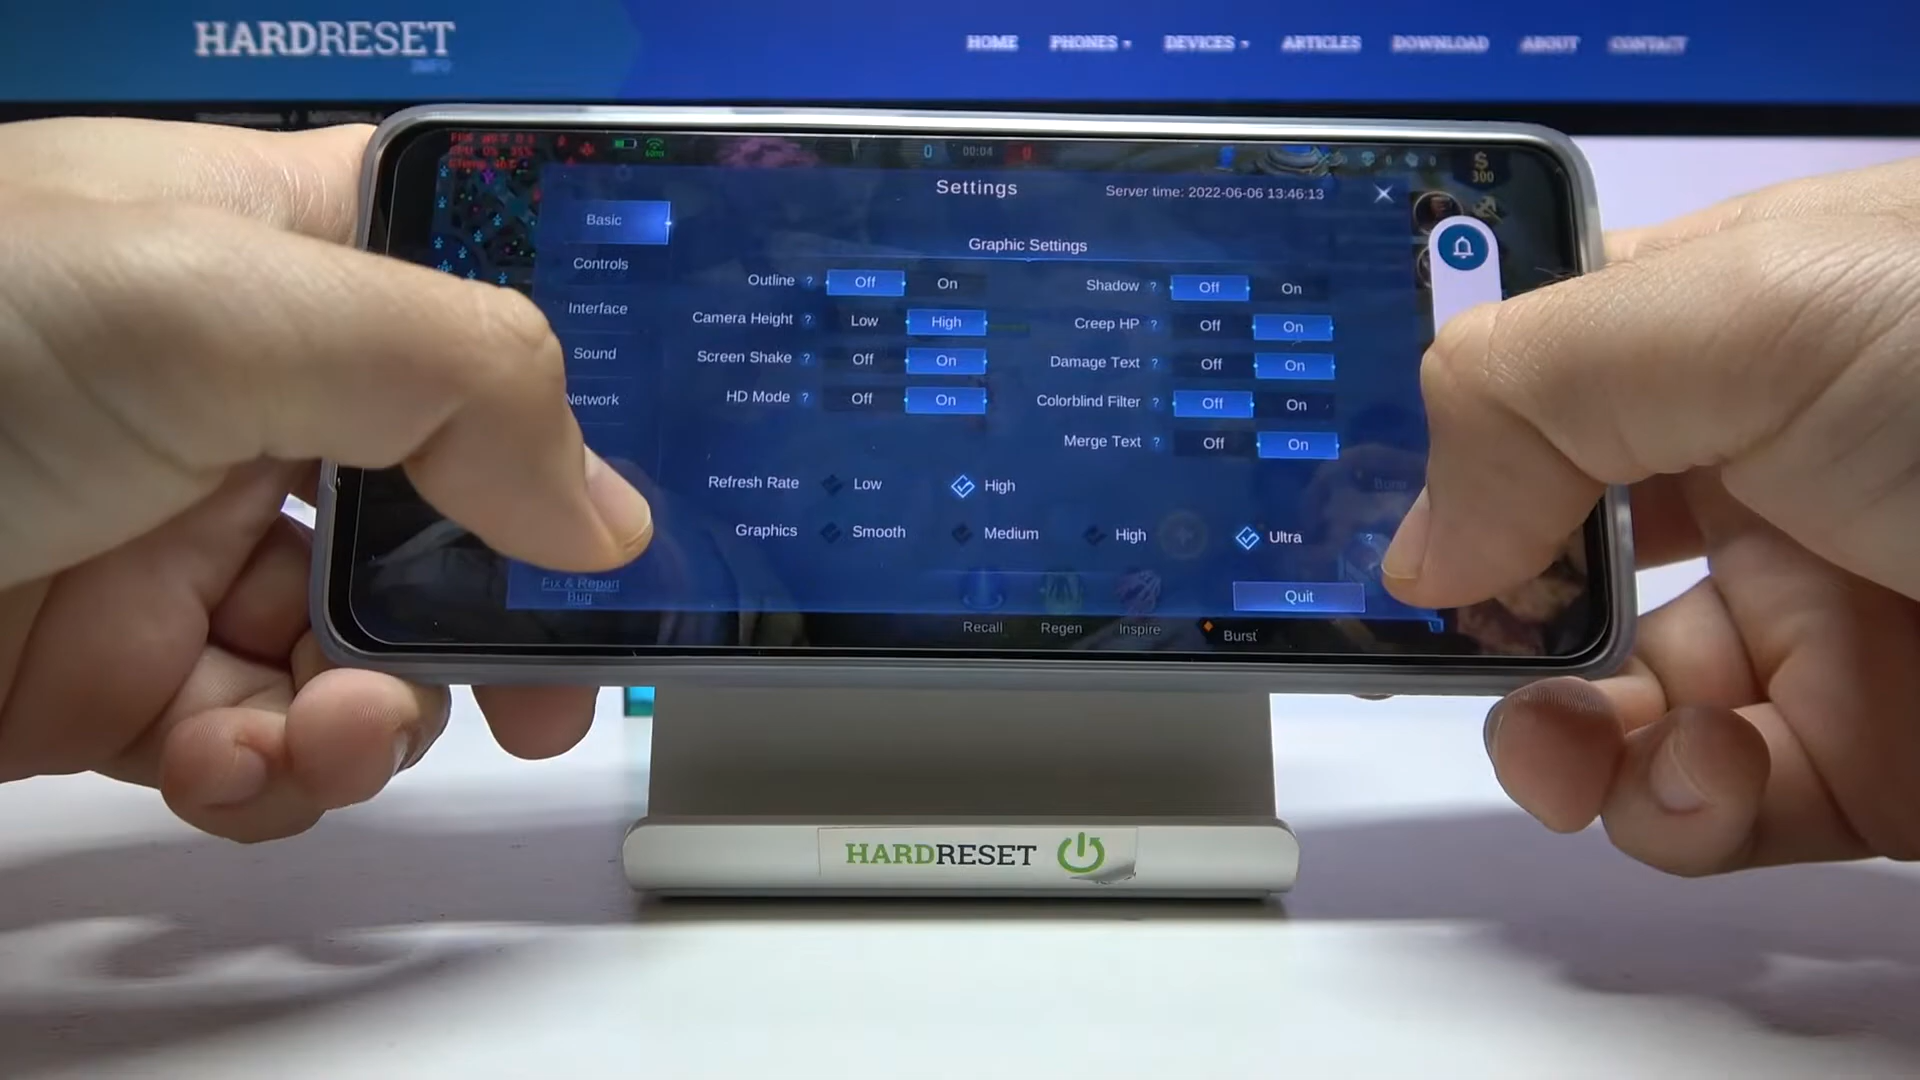 HARDRESET
INFO
HOME PHONES DEVICES ARTICLES DOWNLOAD ABOUT CONTACT
0 00:04 0
$
300
Settings
Server time: 2022-06-06 13:46:13
Basic
Controls
Interface
Sound
Network
Fix & Report
Bug
Graphic Settings
Outline ? Off On
Camera Height ? Low High
Screen Shake ? Off On
HD Mode ? Off On
Shadow ? Off On
Creep HP ? Off On
Damage Text ? Off On
Colorblind Filter ? Off On
Merge Text ? Off On
Refresh Rate Low High
Graphics Smooth Medium High Ultra ?
Quit
Recall Regen Inspire Burst
HARDRESET